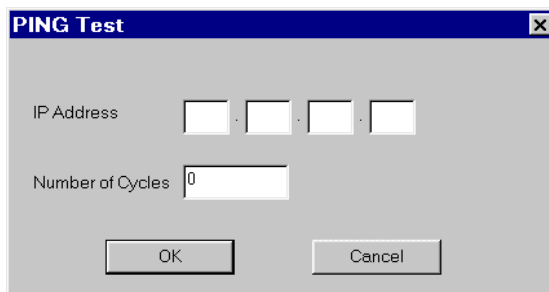 PING Test
IP Address . . .
Number of Cycles 0
OK Cancel